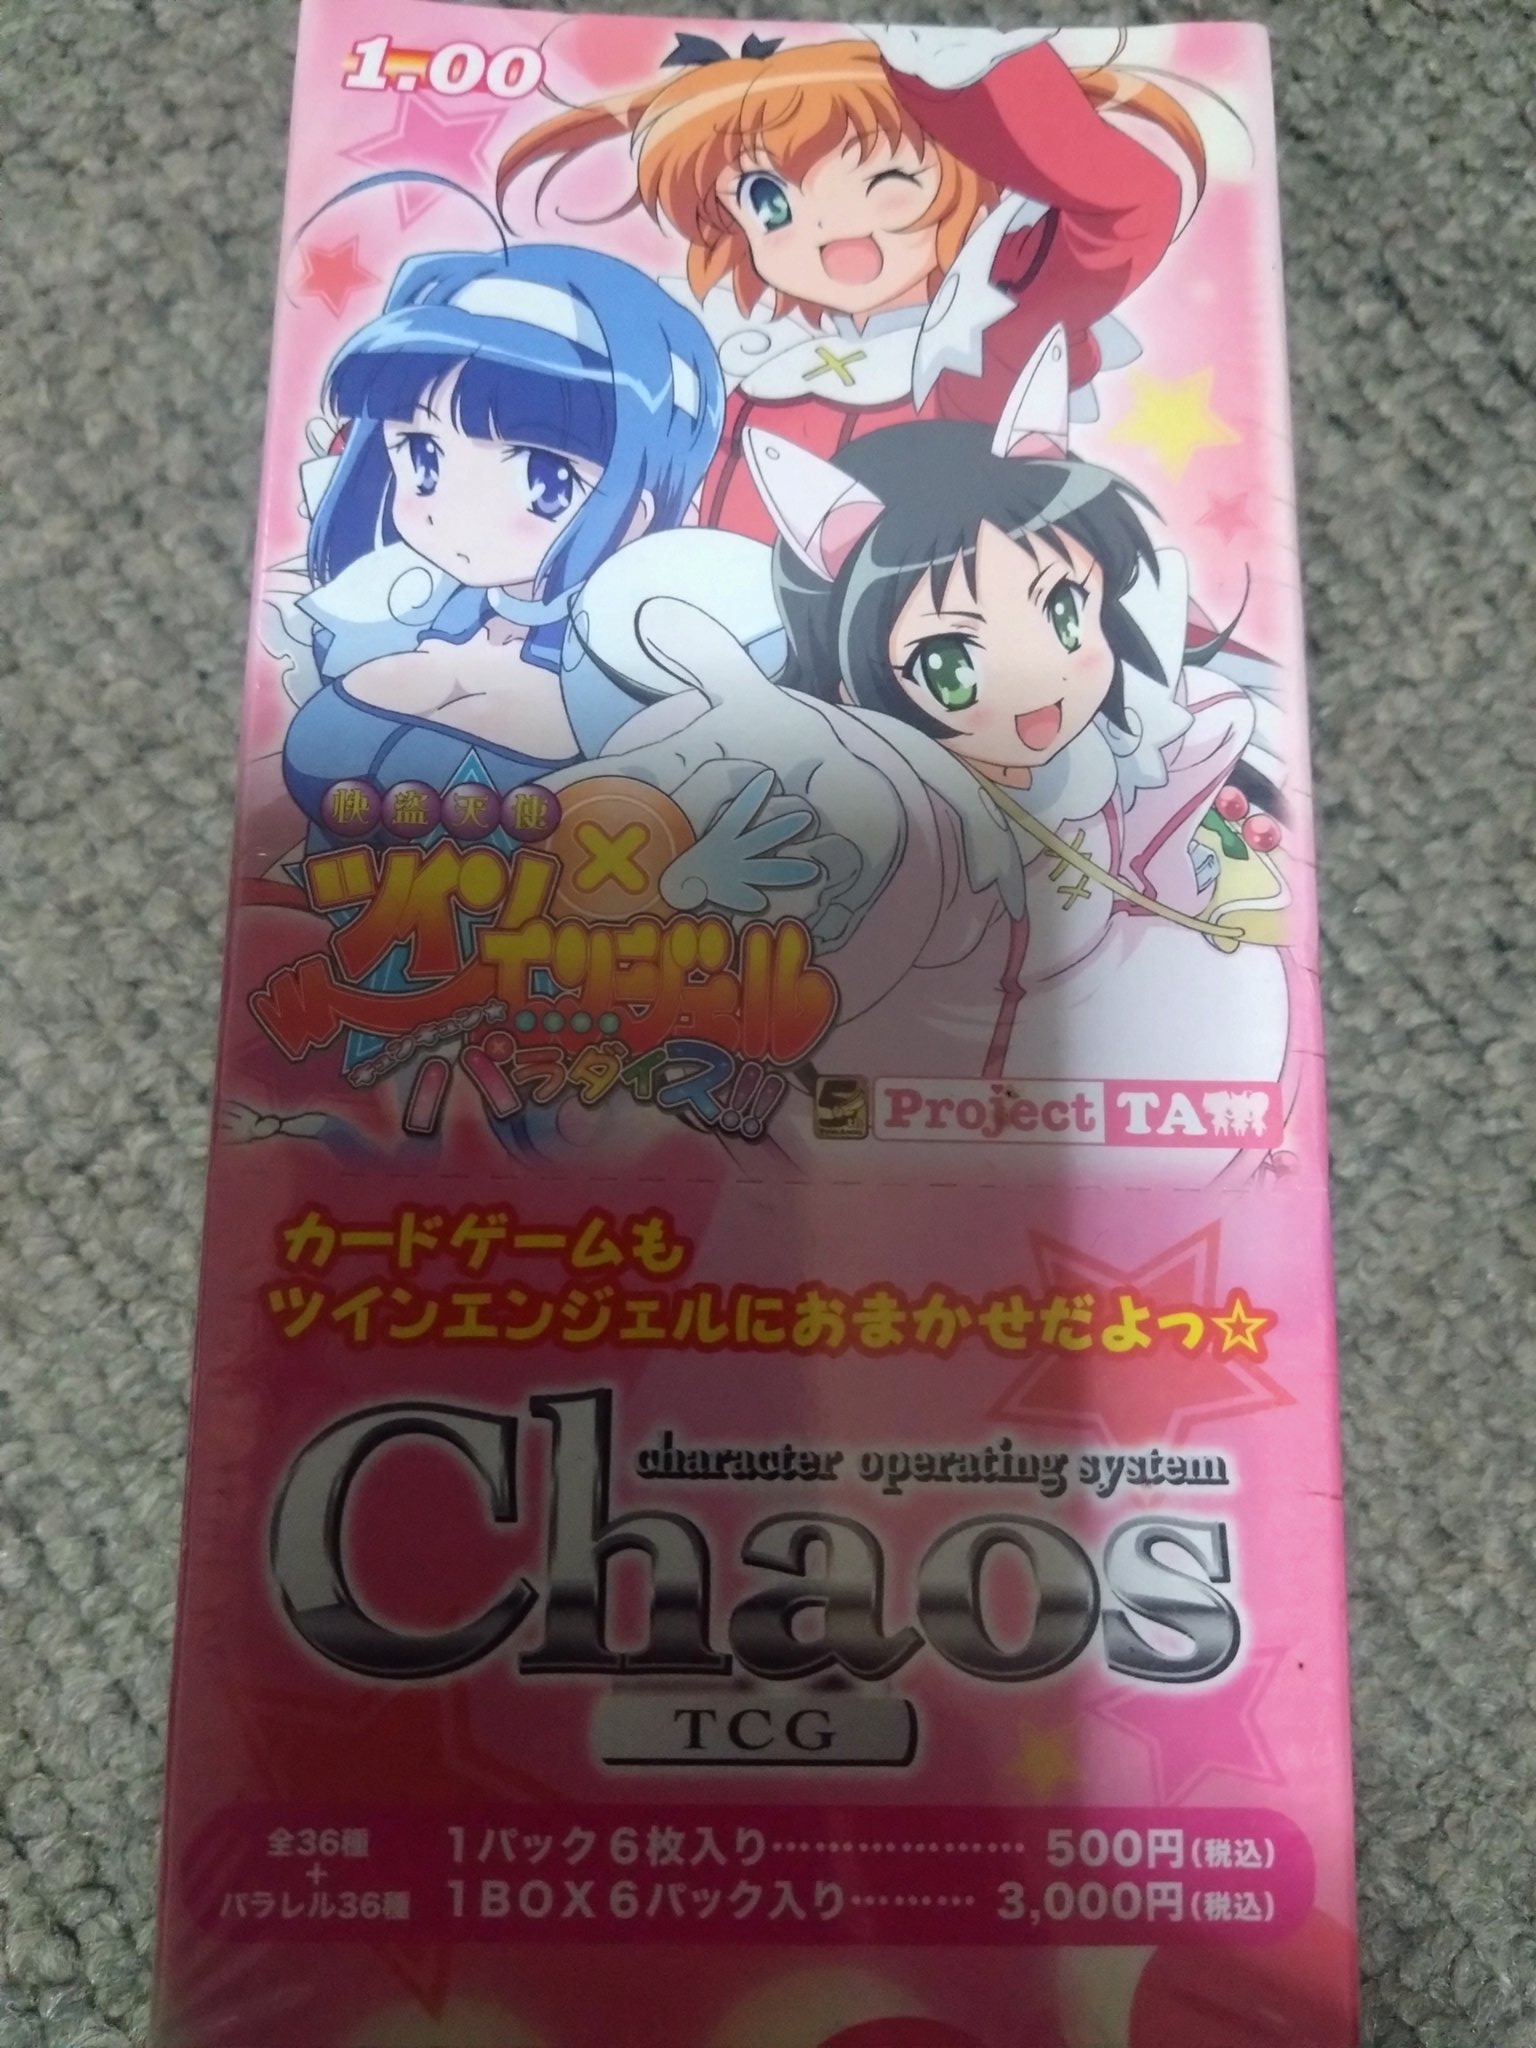 1.00
快盗天使
ツインエンジェル
キュンキュン☆
パラダイス!!
5th
Project TA
カードゲームも
ツインエンジェルにおまかせだよっ☆
character operating system
Chaos
TCG
全36種
+
パラレル36種
1パック6枚入り………………… 500円(税込)
1BOX6パック入り……… 3,000円(税込)